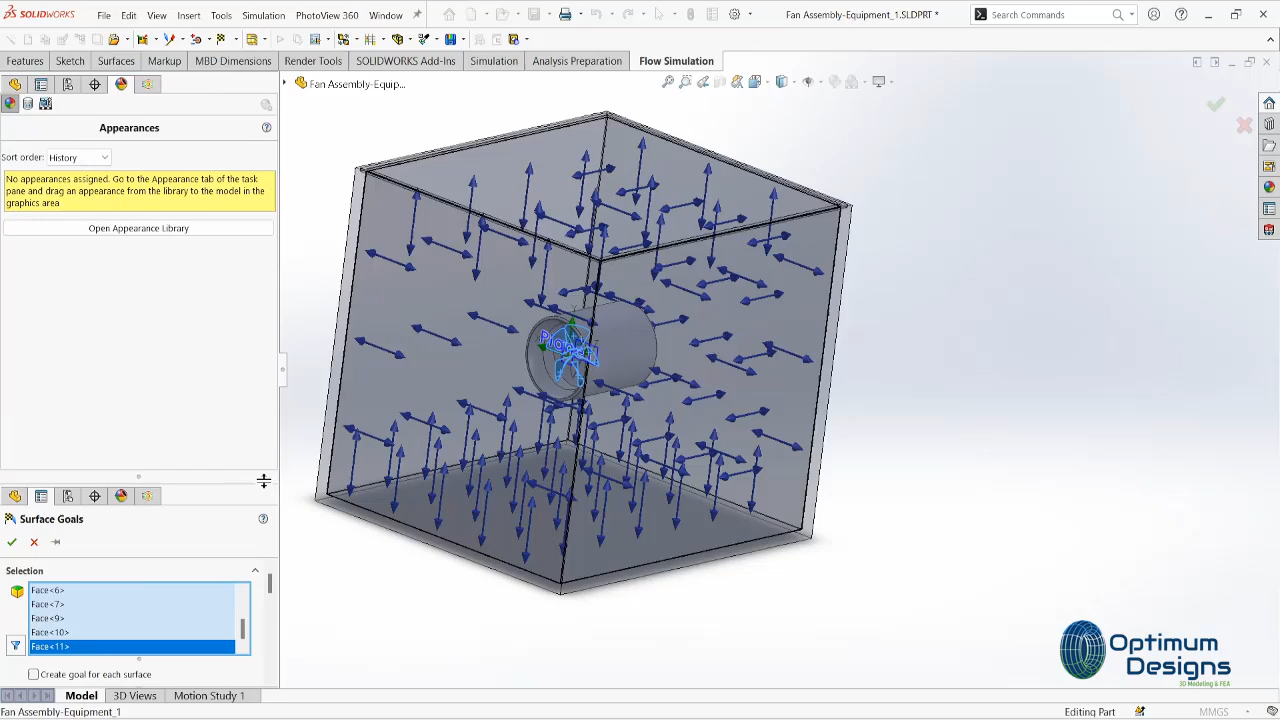 SOLIDWORKS
File Edit View Insert Tools Simulation PhotoView 360 Window
Fan Assembly-Equipment_1.SLDPRT *
Search Commands
Features Sketch Surfaces Markup MBD Dimensions Render Tools SOLIDWORKS Add-Ins Simulation Analysis Preparation Flow Simulation
Fan Assembly-Equip...
Appearances
Sort order: History
No appearances assigned. Go to the Appearance tab of the task
pane and drag an appearance from the library to the model in the
graphics area
Open Appearance Library
Surface Goals
Selection
Face<6>
Face<7>
Face<9>
Face<10>
Face<11>
Create goal for each surface
Optimum
Designs
3D Modeling & FEA
Model 3D Views Motion Study 1
Fan Assembly-Equipment_1
Editing Part
MMGS